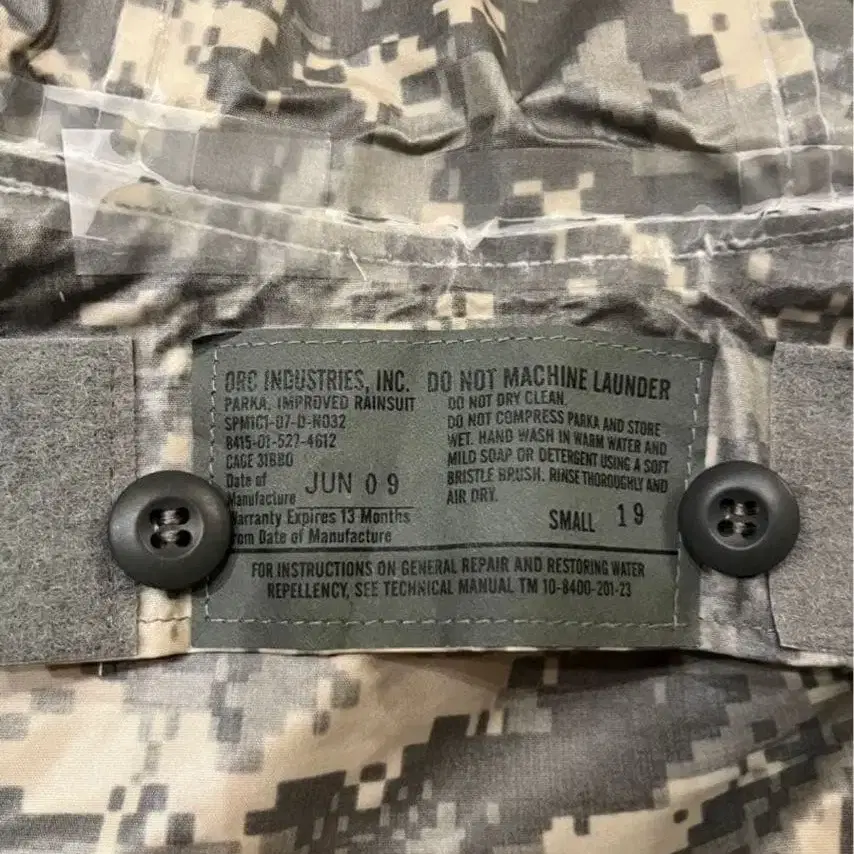 ORC INDUSTRIES, INC.
PARKA, IMPROVED RAINSUIT
SPM1C1-07-D-N032
8415-01-527-4612
CAGE 31BB0
Date of
Manufacture JUN 09
Warranty Expires 13 Months
from Date of Manufacture
DO NOT MACHINE LAUNDER
DO NOT DRY CLEAN.
DO NOT COMPRESS PARKA AND STORE
WET. HAND WASH IN WARM WATER AND
MILD SOAP OR DETERGENT USING A SOFT
BRISTLE BRUSH. RINSE THOROUGHLY AND
AIR DRY.
SMALL 19
FOR INSTRUCTIONS ON GENERAL REPAIR AND RESTORING WATER
REPELLENCY, SEE TECHNICAL MANUAL TM 10-8400-201-23